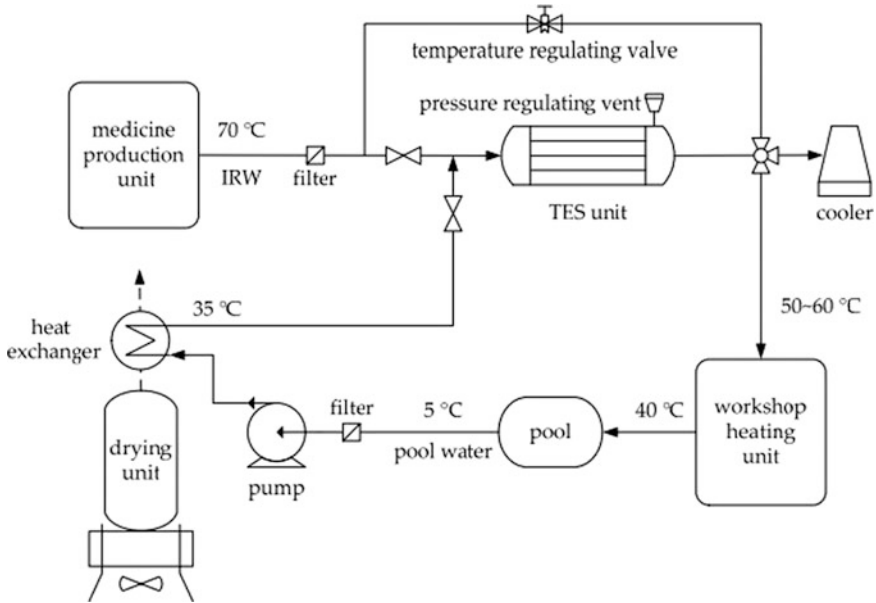 temperature regulating valve
pressure regulating vent
medicine
production
unit
70 °C
IRW
filter
TES unit
cooler
35 °C
50~60 °C
heat
exchanger
drying
unit
pump
filter
5 °C
pool water
pool
40 °C
workshop
heating
unit